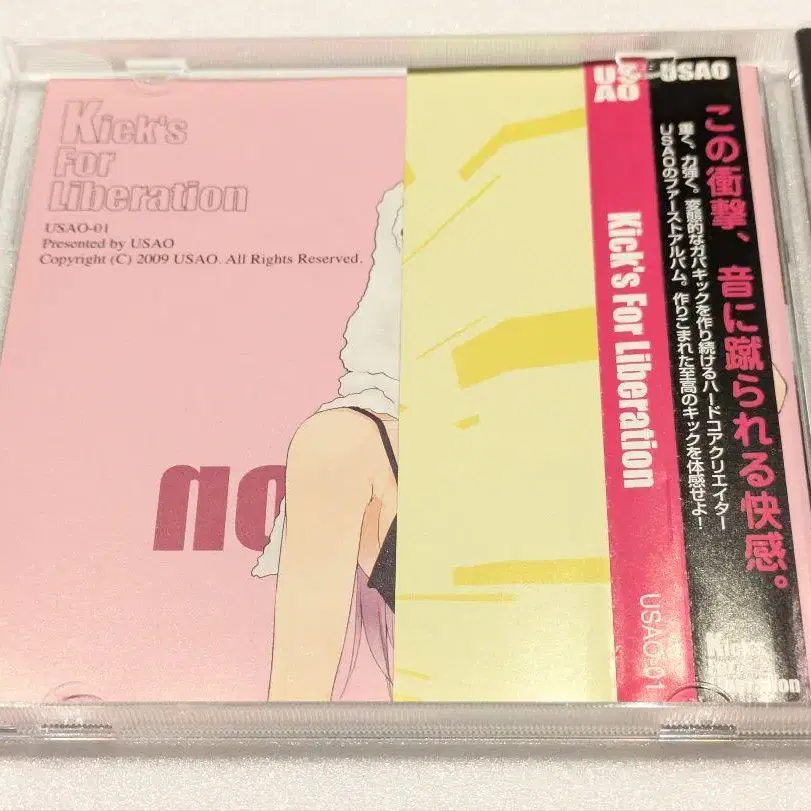 Kick's
For
Liberation
USAO-01
Presented by USAO
Copyright (C) 2009 USAO. All Rights Reserved.
no
US
AO
Kick's For Liberation
USAO-01
USAO
この衝撃、音に蹴られる快感。
重く、力強く。変態的なガバキックを作り続けるハードコアクリエイター
USAOのファーストアルバム。作りこまれた至高のキックを体感せよ！
Kick's
For
Liberation